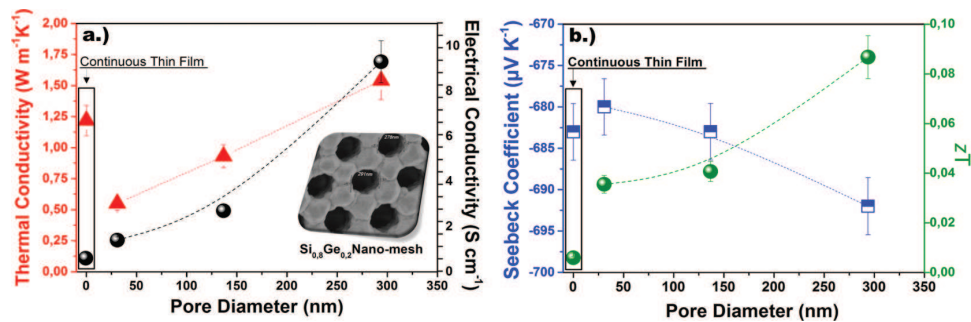 a.)
Thermal Conductivity (W m⁻¹K⁻¹)
2,00
1,75
1,50
1,25
1,00
0,75
0,50
0,25
0,00
Continuous Thin Film
278nm
291nm
Si₀,₈Ge₀,₂Nano-mesh
0 50 100 150 200 250 300 350
Pore Diameter (nm)
10
8
6
4
2
2
0
Electrical Conductivity (S cm⁻¹)
b.)
Seebeck Coefficient (µV K⁻¹)
-670
-675
-680
-685
-690
-695
-700
Continuous Thin Film
0 50 100 150 200 250 300 350
Pore Diameter (nm)
0,10
0,08
0,06
0,04
0,02
0,00
zT